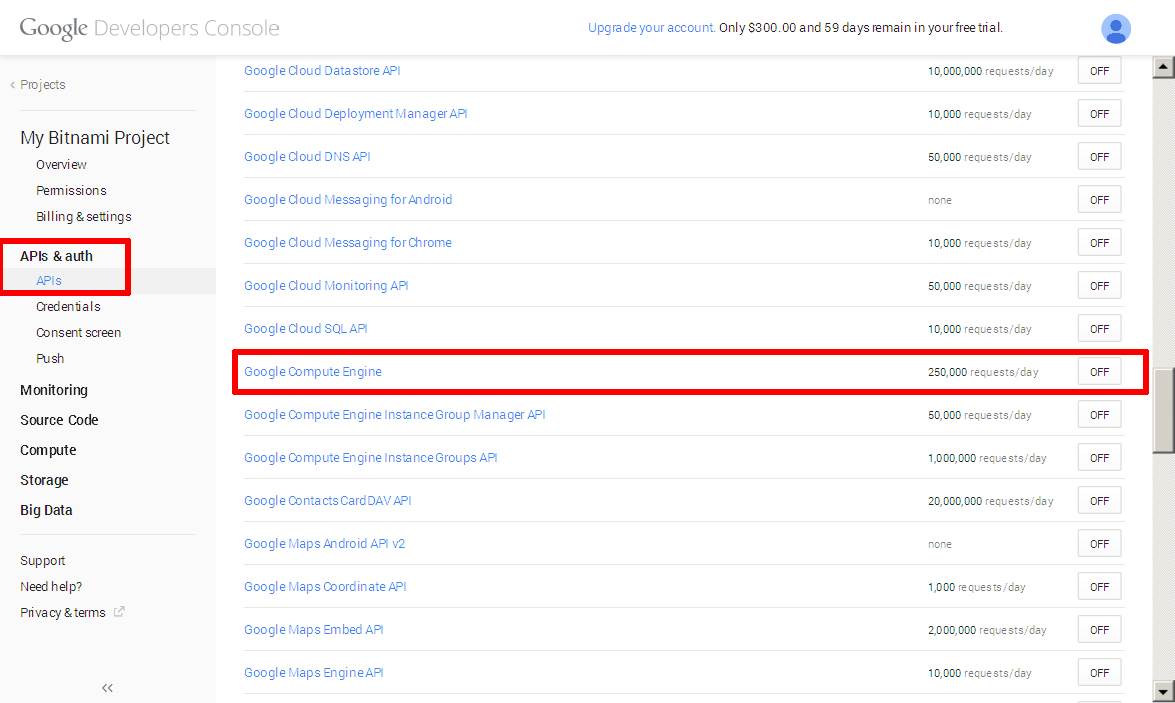 Google Developers Console
Upgrade your account. Only $300.00 and 59 days remain in your free trial.
‹ Projects
My Bitnami Project
Overview
Permissions
Billing & settings
APIs & auth
APIs
Credentials
Consent screen
Push
Monitoring
Source Code
Compute
Storage
Big Data
Support
Need help?
Privacy & terms
«
Google Cloud Datastore API 10,000,000 requests/day OFF
Google Cloud Deployment Manager API 10,000 requests/day OFF
Google Cloud DNS API 50,000 requests/day OFF
Google Cloud Messaging for Android none OFF
Google Cloud Messaging for Chrome 10,000 requests/day OFF
Google Cloud Monitoring API 50,000 requests/day OFF
Google Cloud SQL API 10,000 requests/day OFF
Google Compute Engine 250,000 requests/day OFF
Google Compute Engine Instance Group Manager API 50,000 requests/day OFF
Google Compute Engine Instance Groups API 1,000,000 requests/day OFF
Google Contacts CardDAV API 20,000,000 requests/day OFF
Google Maps Android API v2 none OFF
Google Maps Coordinate API 1,000 requests/day OFF
Google Maps Embed API 2,000,000 requests/day OFF
Google Maps Engine API 10,000 requests/day OFF